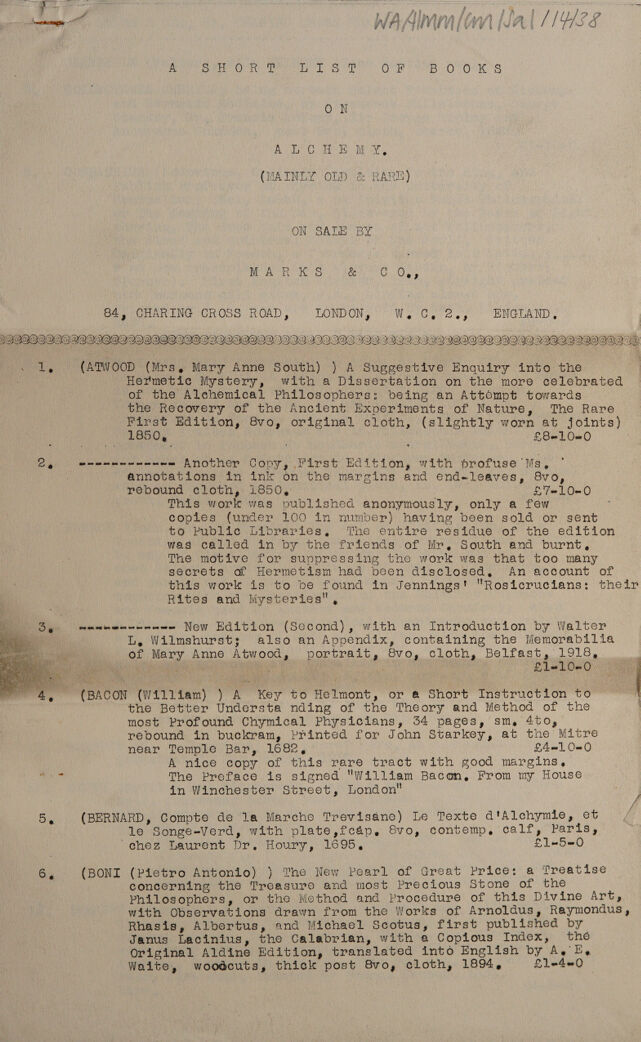 WA/Hmm/Cm/Sal/14/38
A SHORT LIST OF BOOKS
ON
ALCHEMY.
(MAINLY OLD & RARE)
ON SALE BY
MARKS & CO.,
84, CHARING CROSS ROAD, LONDON, W. C. 2., ENGLAND.
1. (ATWOOD (Mrs. Mary Anne South) ) A Suggestive Enquiry into the
Hermetic Mystery, with a Dissertation on the more celebrated
of the Alchemical Philosophers: being an Attempt towards
the Recovery of the Ancient Experiments of Nature, The Rare
First Edition, 8vo, original cloth, (slightly worn at joints)
1850. £8-10-0
2. ------------ Another Copy, First Edition, with profuse Ms.
annotations in ink on the margins and end-leaves, 8vo,
rebound cloth, 1850. £7-10-0
This work was published anonymously, only a few
copies (under 100 in number) having been sold or sent
to Public Libraries. The entire residue of the edition
was called in by the friends of Mr. South and burnt.
The motive for suppressing the work was that too many
secrets of Hermetism had been disclosed. An account of
this work is to be found in Jennings' "Rosicrucians: their
Rites and Mysteries".
3. ------------ New Edition (Second), with an Introduction by Walter
L. Wilmshurst; also an Appendix, containing the Memorabilia
of Mary Anne Atwood, portrait, 8vo, cloth, Belfast, 1918.
£1-10-0
4. (BACON (William) ) A Key to Helmont, or a Short Instruction to
the Better Understa nding of the Theory and Method of the
most Profound Chymical Physicians, 34 pages, sm. 4to,
rebound in buckram, Printed for John Starkey, at the Mitre
near Temple Bar, 1682. £4-10-0
A nice copy of this rare tract with good margins.
The Preface is signed "William Bacon. From my House
in Winchester Street, London"
5. (BERNARD, Compte de la Marche Trevisane) Le Texte d'Alchymie, et
le Songe-Verd, with plate,fcap. 8vo, contemp. calf, Paris,
chez Laurent Dr. Houry, 1695. £1-5-0
6. (BONI (Pietro Antonio) ) The New Pearl of Great Price: a Treatise
concerning the Treasure and most Precious Stone of the
Philosophers, or the Method and Procedure of this Divine Art,
with Observations drawn from the Works of Arnoldus, Raymondus,
Rhasis, Albertus, and Michael Scotus, first published by
Janus Lacinius, the Calabrian, with a Copious Index, the
Original Aldine Edition, translated into English by A. E.
Waite, woodcuts, thick post 8vo, cloth, 1894. £1-4-0